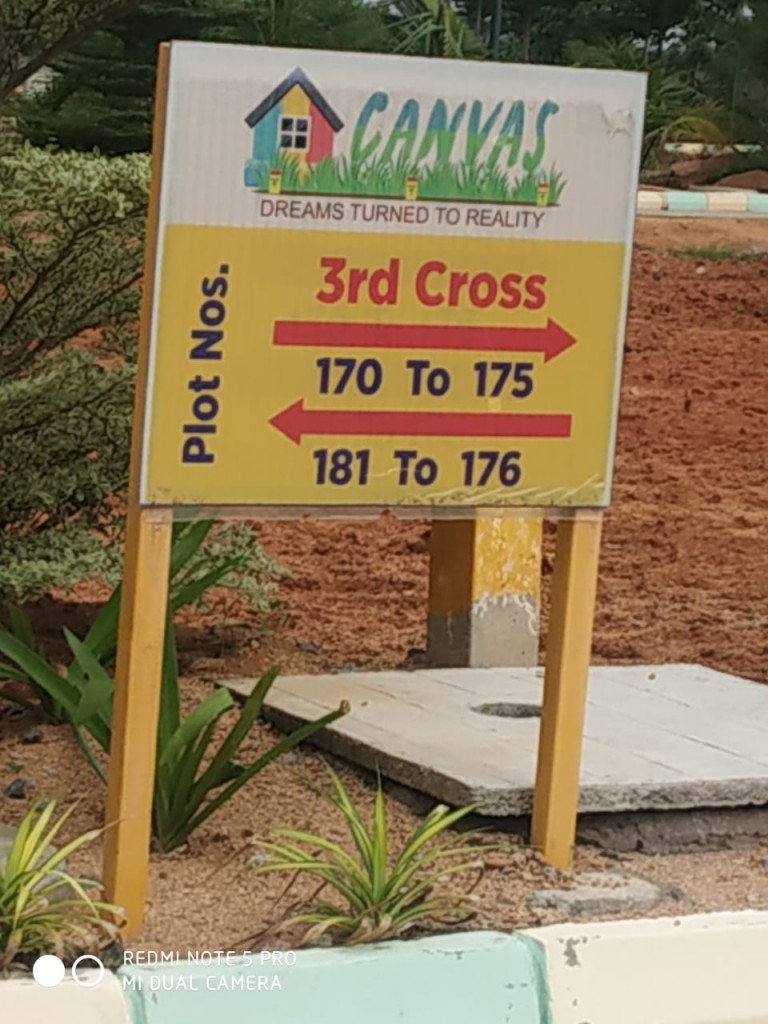 CANVAS
DREAMS TURNED TO REALITY
Plot Nos.
3rd Cross
170 To 175
181 To 176
REDMI NOTE 5 PRO
MI DUAL CAMERA